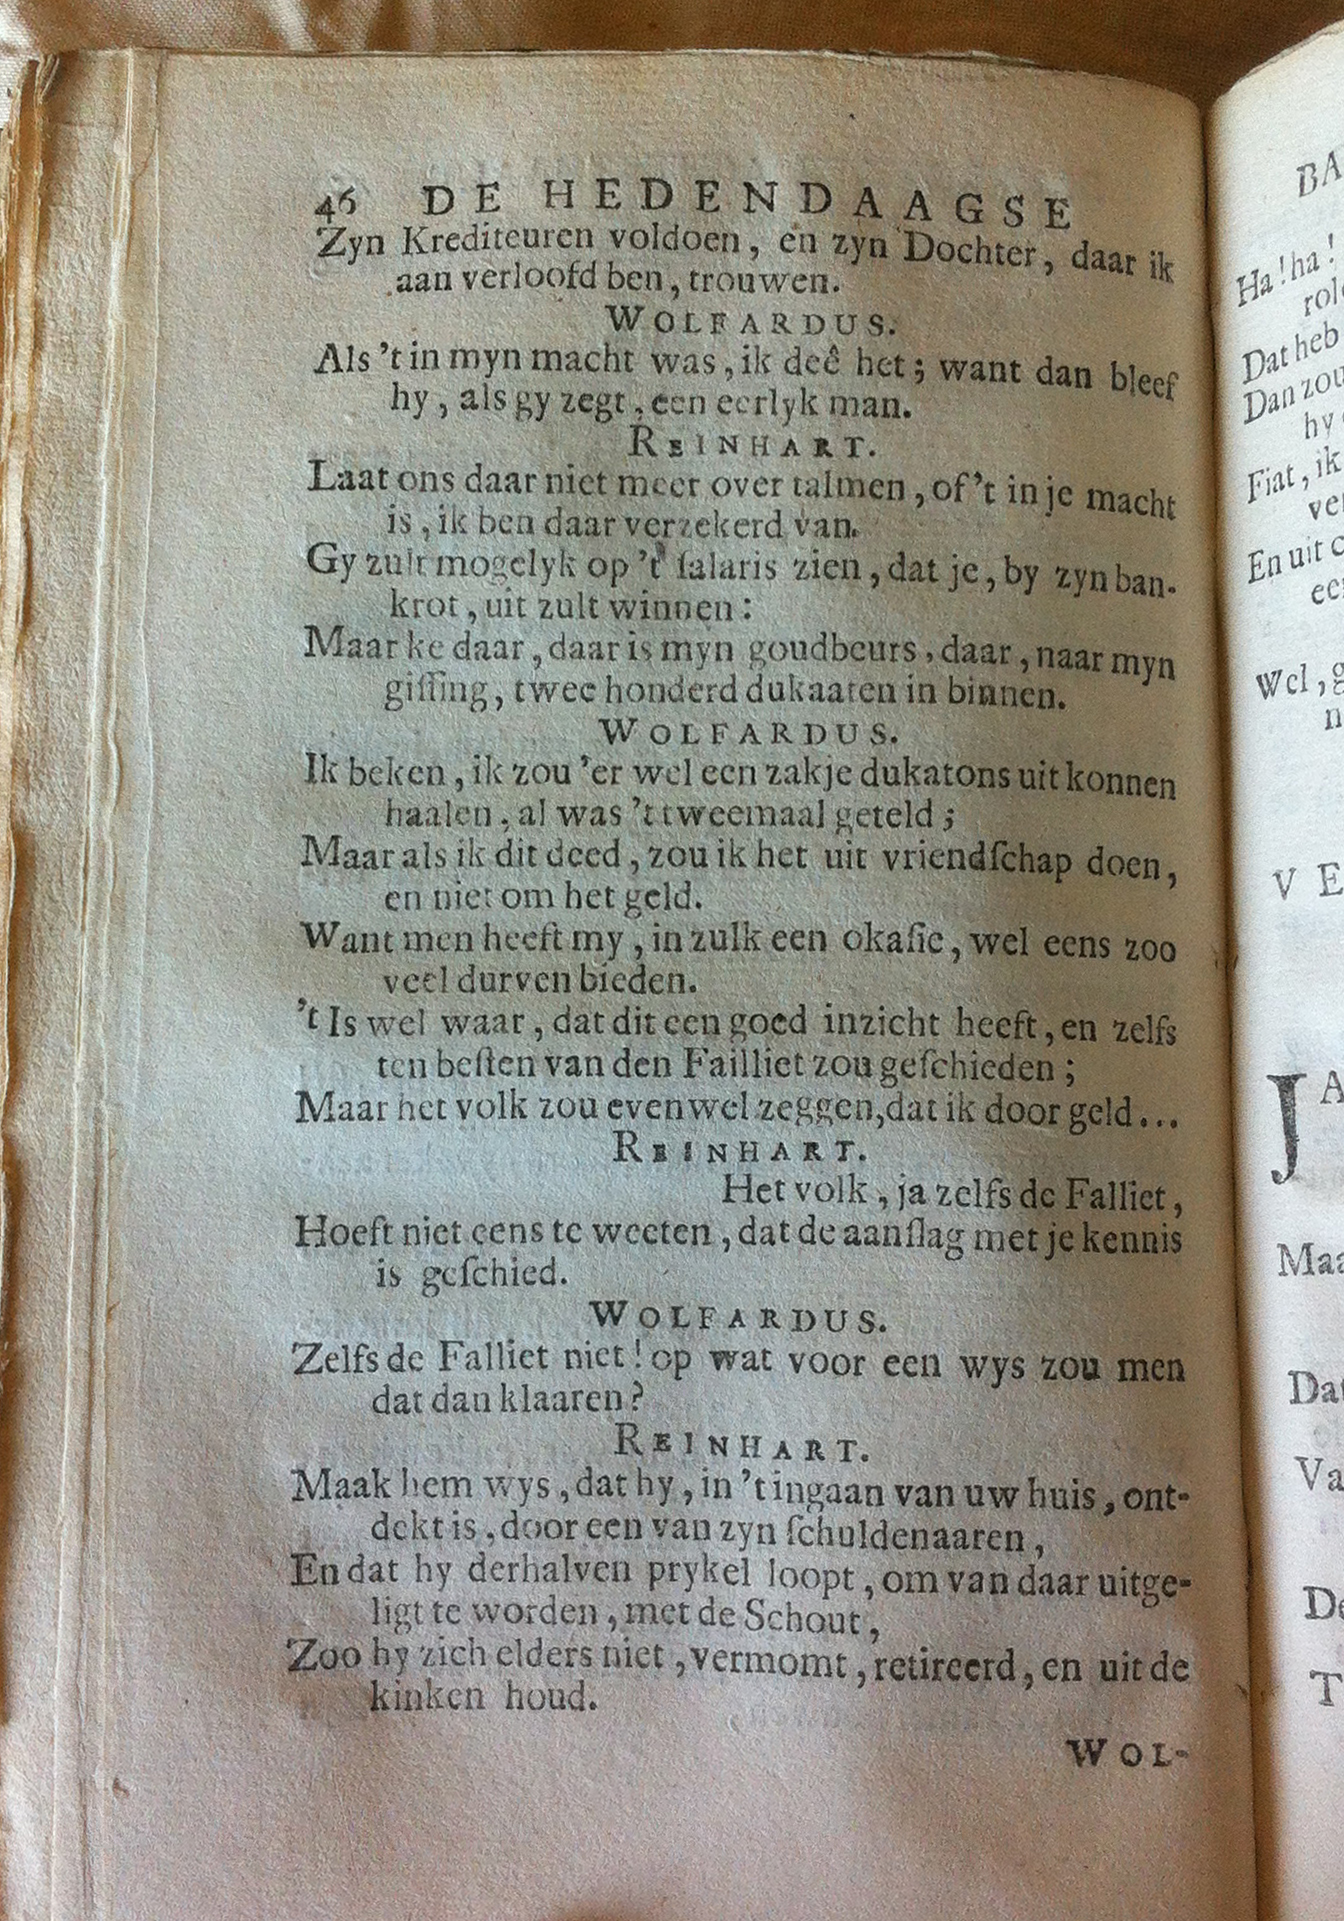 46 DE HEDENDAAGSE
Zyn Krediteuren voldoen, en zyn Dochter, daar ik
aan verloofd ben, trouwen.
WOLFARDUS.
Als 't in myn macht was, ik deê het; want dan bleef
hy, als gy zegt, een eerlyk man.
REINHART.
Laat ons daar niet meer over talmen, of 't in je macht
is, ik ben daar verzekerd van.
Gy zult mogelyk op 't ſalaris zien, dat je, by zyn ban-
krot, uit zult winnen:
Maar ke daar, daar is myn goudbeurs, daar, naar myn
giſſing, twee honderd dukaaten in binnen.
WOLFARDUS.
Ik beken, ik zou 'er wel een zakje dukatons uit konnen
haalen, al was 't tweemaal geteld;
Maar als ik dit deed, zou ik het uit vriendſchap doen,
en niet om het geld.
Want men heeft my, in zulk een okaſie, wel eens zoo
veel durven bieden.
't Is wel waar, dat dit een goed inzicht heeft, en zelfs
ten beſten van den Failliet zou geſchieden;
Maar het volk zou evenwel zeggen, dat ik door geld...
REINHART.
Het volk, ja zelfs de Falliet,
Hoeft niet eens te weeten, dat de aanſlag met je kennis
is geſchied.
WOLFARDUS.
Zelfs de Falliet niet! op wat voor een wys zou men
dat dan klaaren?
REINHART.
Maak hem wys, dat hy, in 't ingaan van uw huis, ont-
dekt is, door een van zyn ſchuldenaaren,
En dat hy derhalven prykel loopt, om van daar uitge-
ligt te worden, met de Schout,
Zoo hy zich elders niet, vermomt, retireerd, en uit de
kinken houd.
WOL-
BA
Ha! ha!
Dat heb
Dan zou
hy
Fiat, ik
En uit
Wel, g
n
V E
JA
Maa
Dat
Va
De
T